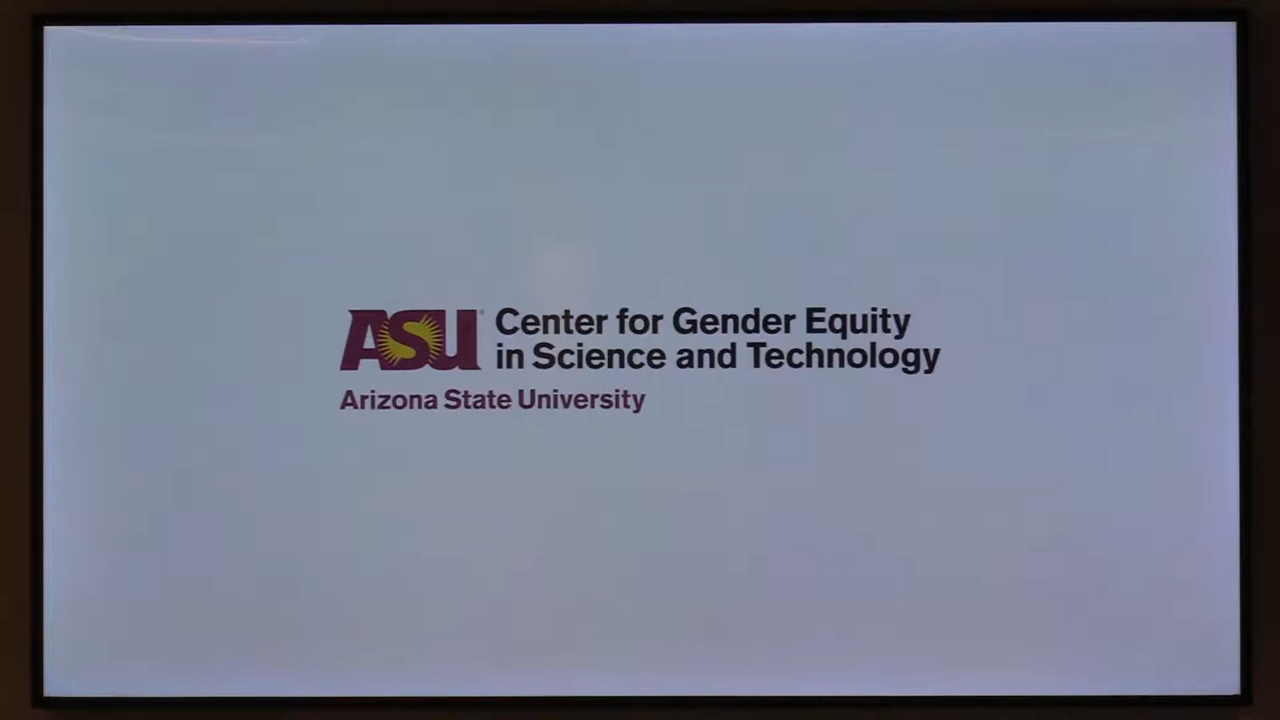 ASU Center for Gender Equity
in Science and Technology
Arizona State University